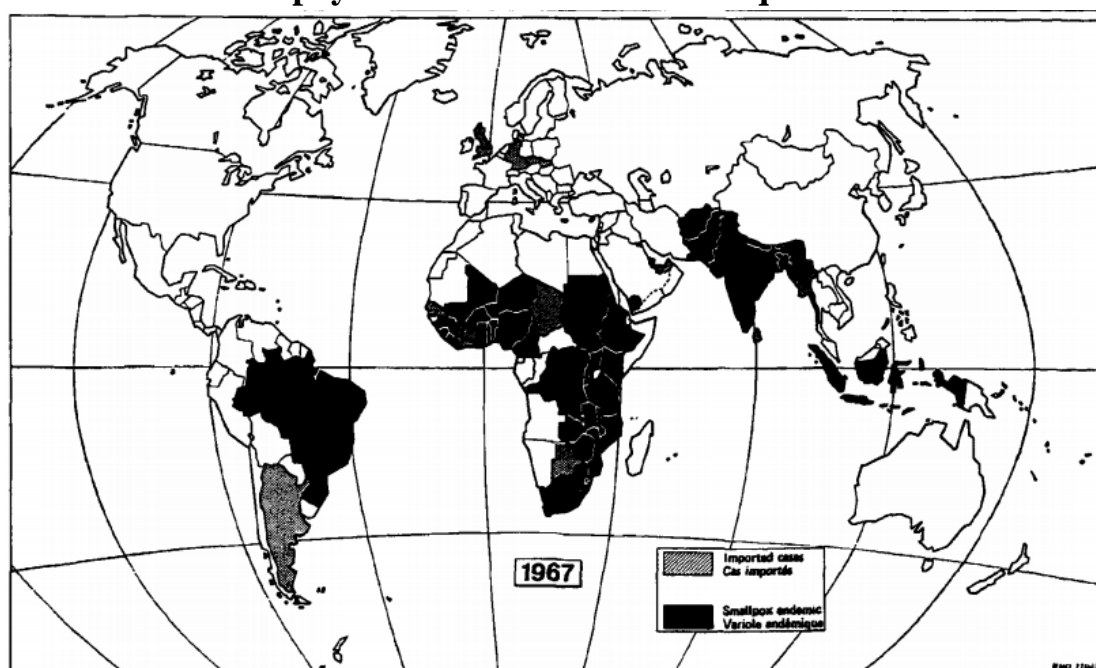 1967
Imported cases
Cas importés
Smallpox endemic
Variole endémique